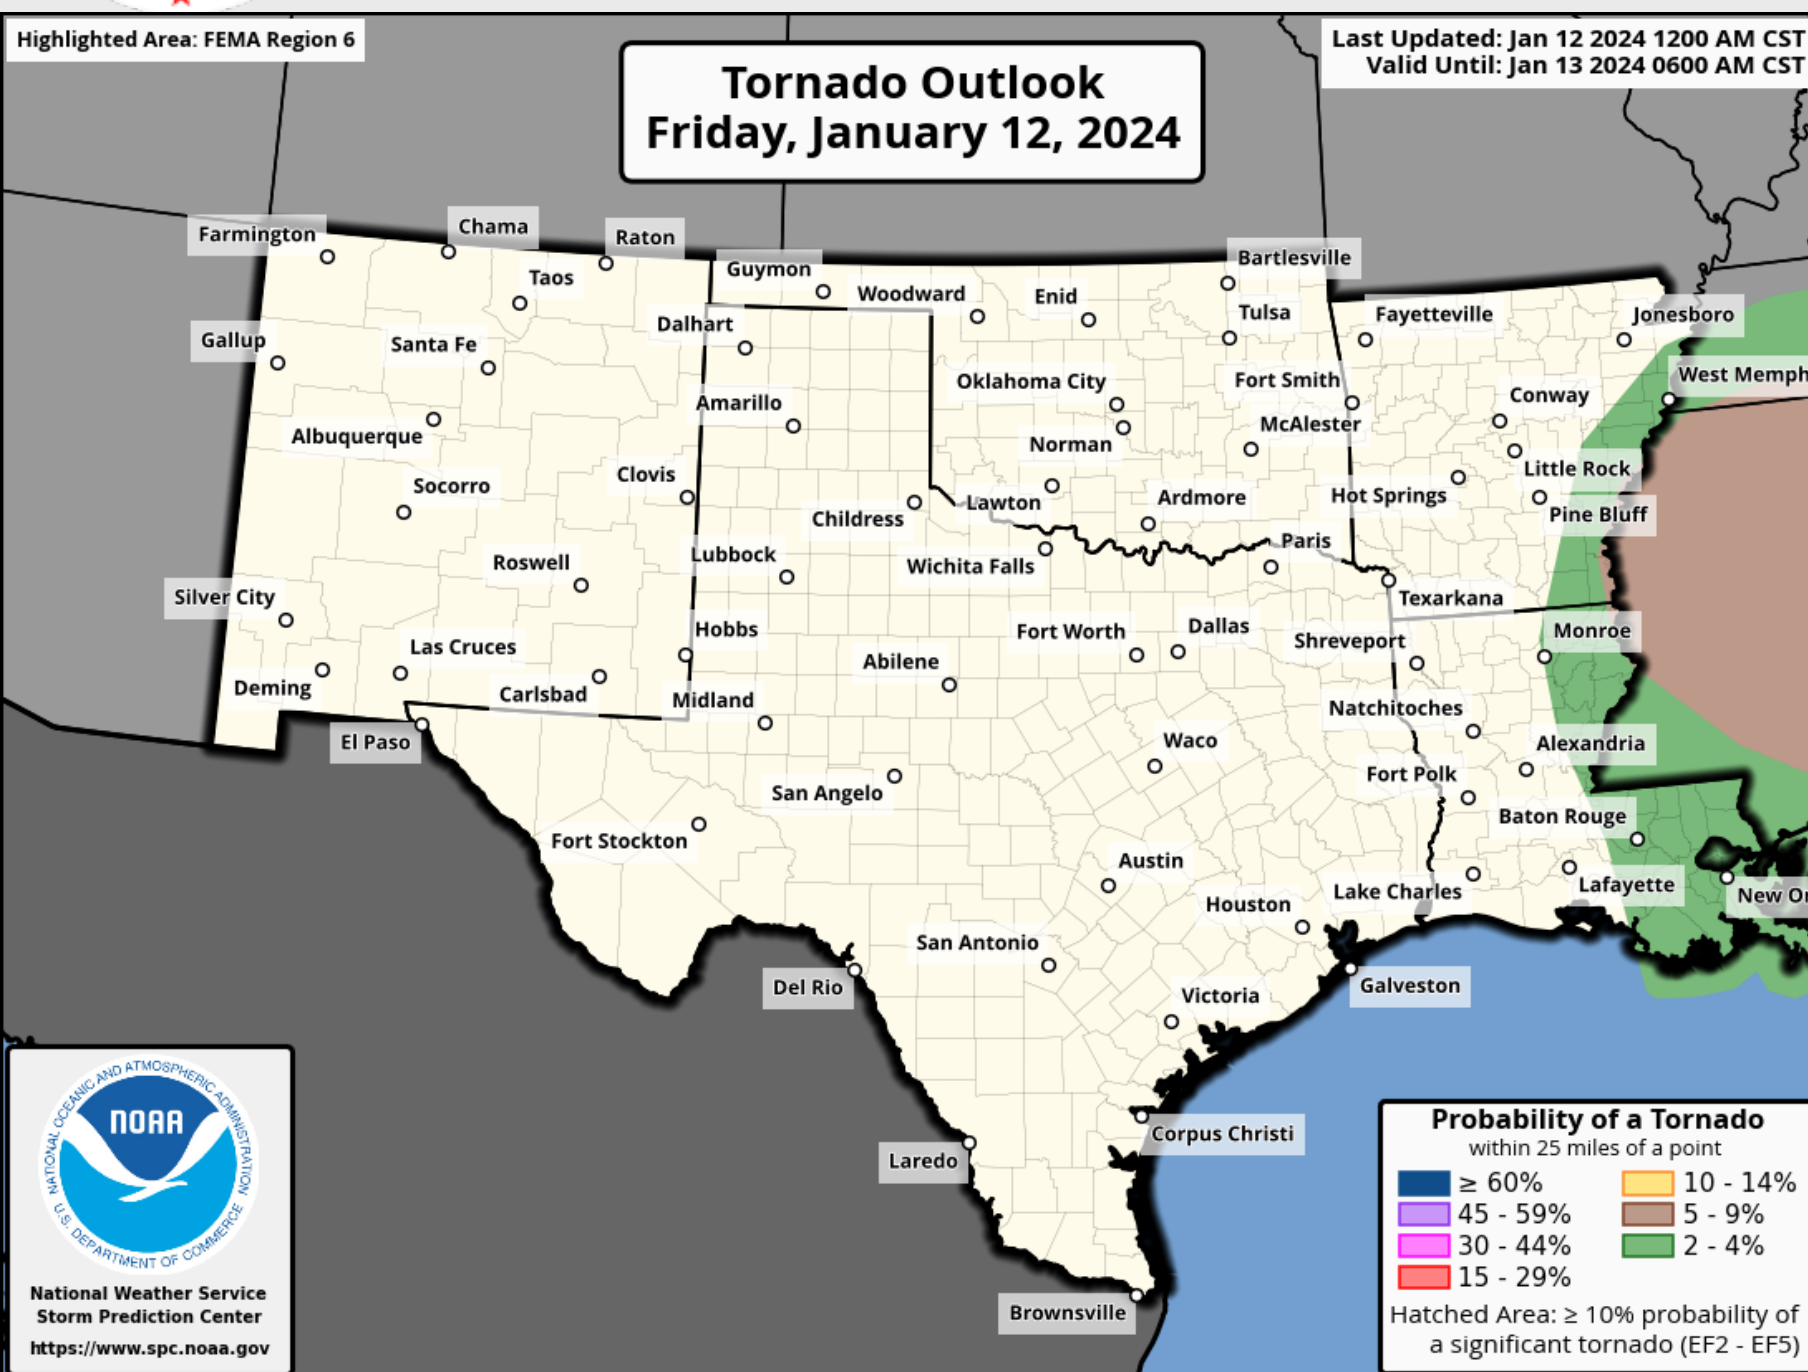 Highlighted Area: FEMA Region 6
Last Updated: Jan 12 2024 1200 AM CST
Valid Until: Jan 13 2024 0600 AM CST
Tornado Outlook
Friday, January 12, 2024
Farmington
Chama
Raton
Taos
Guymon
Woodward
Enid
Bartlesville
Tulsa
Fayetteville
Jonesboro
Gallup
Santa Fe
Dalhart
West Memph
Albuquerque
Amarillo
Oklahoma City
Norman
Fort Smith
McAlester
Conway
Little Rock
Socorro
Clovis
Childress
Lawton
Ardmore
Hot Springs
Pine Bluff
Roswell
Lubbock
Wichita Falls
Paris
Texarkana
Silver City
Las Cruces
Hobbs
Fort Worth
Dallas
Shreveport
Monroe
Deming
Carlsbad
Midland
Abilene
Natchitoches
El Paso
Waco
Alexandria
San Angelo
Fort Polk
Fort Stockton
Baton Rouge
Austin
Lake Charles
Lafayette
New Or
Houston
San Antonio
Del Rio
Victoria
Galveston
Corpus Christi
Laredo
Brownsville
NATIONAL OCEANIC AND ATMOSPHERIC ADMINISTRATION
NOAA
U.S. DEPARTMENT OF COMMERCE
National Weather Service
Storm Prediction Center
https://www.spc.noaa.gov
Probability of a Tornado
within 25 miles of a point
≥ 60%
10 - 14%
45 - 59%
5 - 9%
30 - 44%
2 - 4%
15 - 29%
Hatched Area: ≥ 10% probability of
a significant tornado (EF2 - EF5)